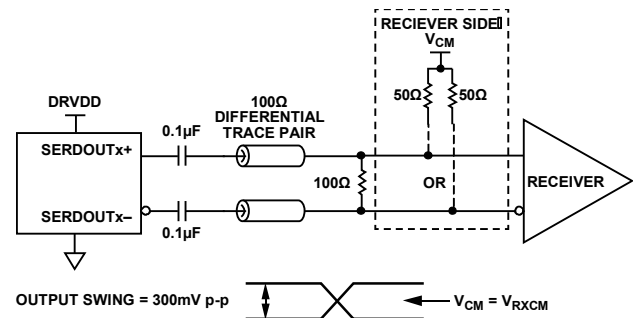 RECIEVER SIDE
VCM
50Ω 50Ω
DRVDD
100Ω
DIFFERENTIAL
TRACE PAIR
0.1µF
SERDOUTx+
100Ω
OR
RECEIVER
SERDOUTx–
0.1µF
OUTPUT SWING = 300mV p-p
VCM = VRXCM